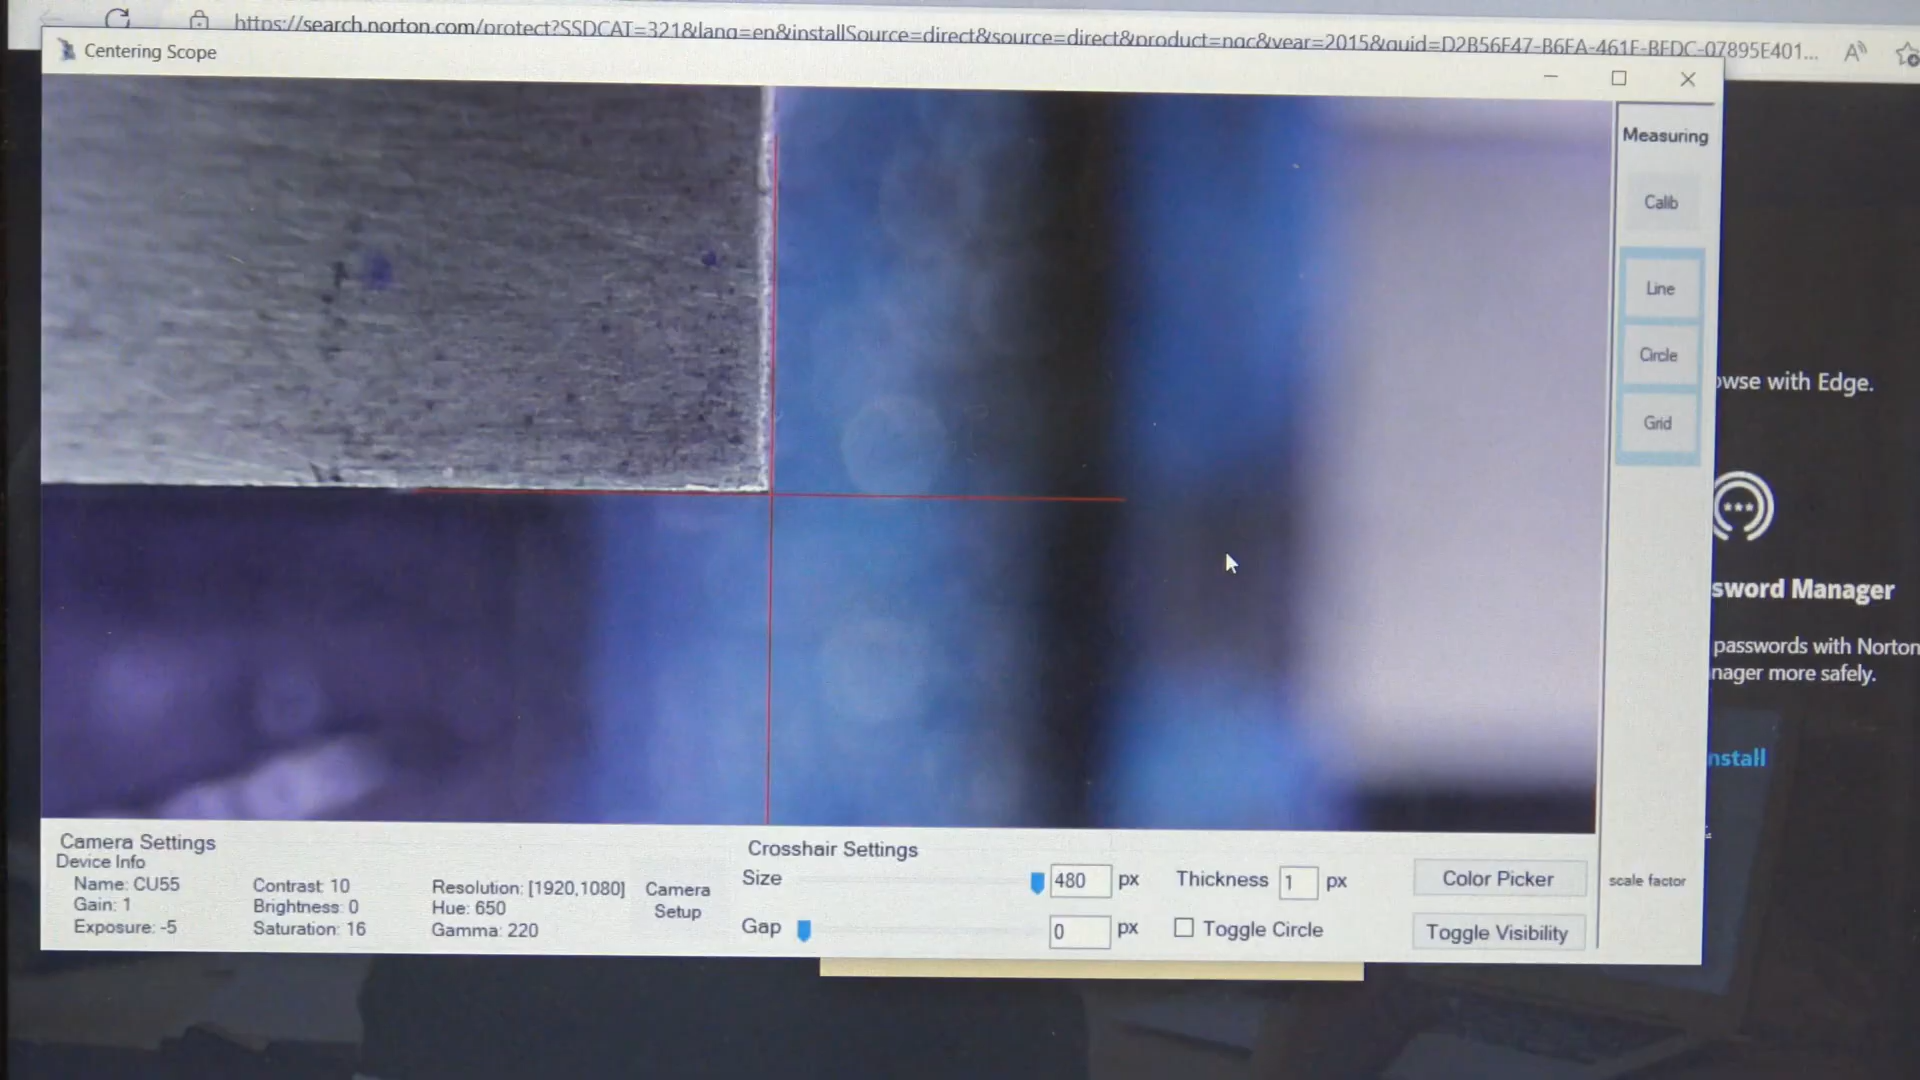 https://search.norton.com/protect?SSDCAT=321&lang=en&installSource=direct&source=direct&product=ngc&year=2015&guid=D2B56F47-B6FA-461F-BFDC-07895E401...
Centering Scope
Measuring
Calib
Line
Circle
Grid
owse with Edge.
sword Manager
passwords with Norton
nager more safely.
nstall
Camera Settings
Device Info
Name: CU55
Gain: 1
Exposure: -5
Contrast: 10
Brightness: 0
Saturation: 16
Resolution: [1920,1080]
Hue: 650
Gamma: 220
Camera
Setup
Crosshair Settings
Size
480
px
Thickness
1
px
Gap
0
px
Toggle Circle
Color Picker
Toggle Visibility
scale factor